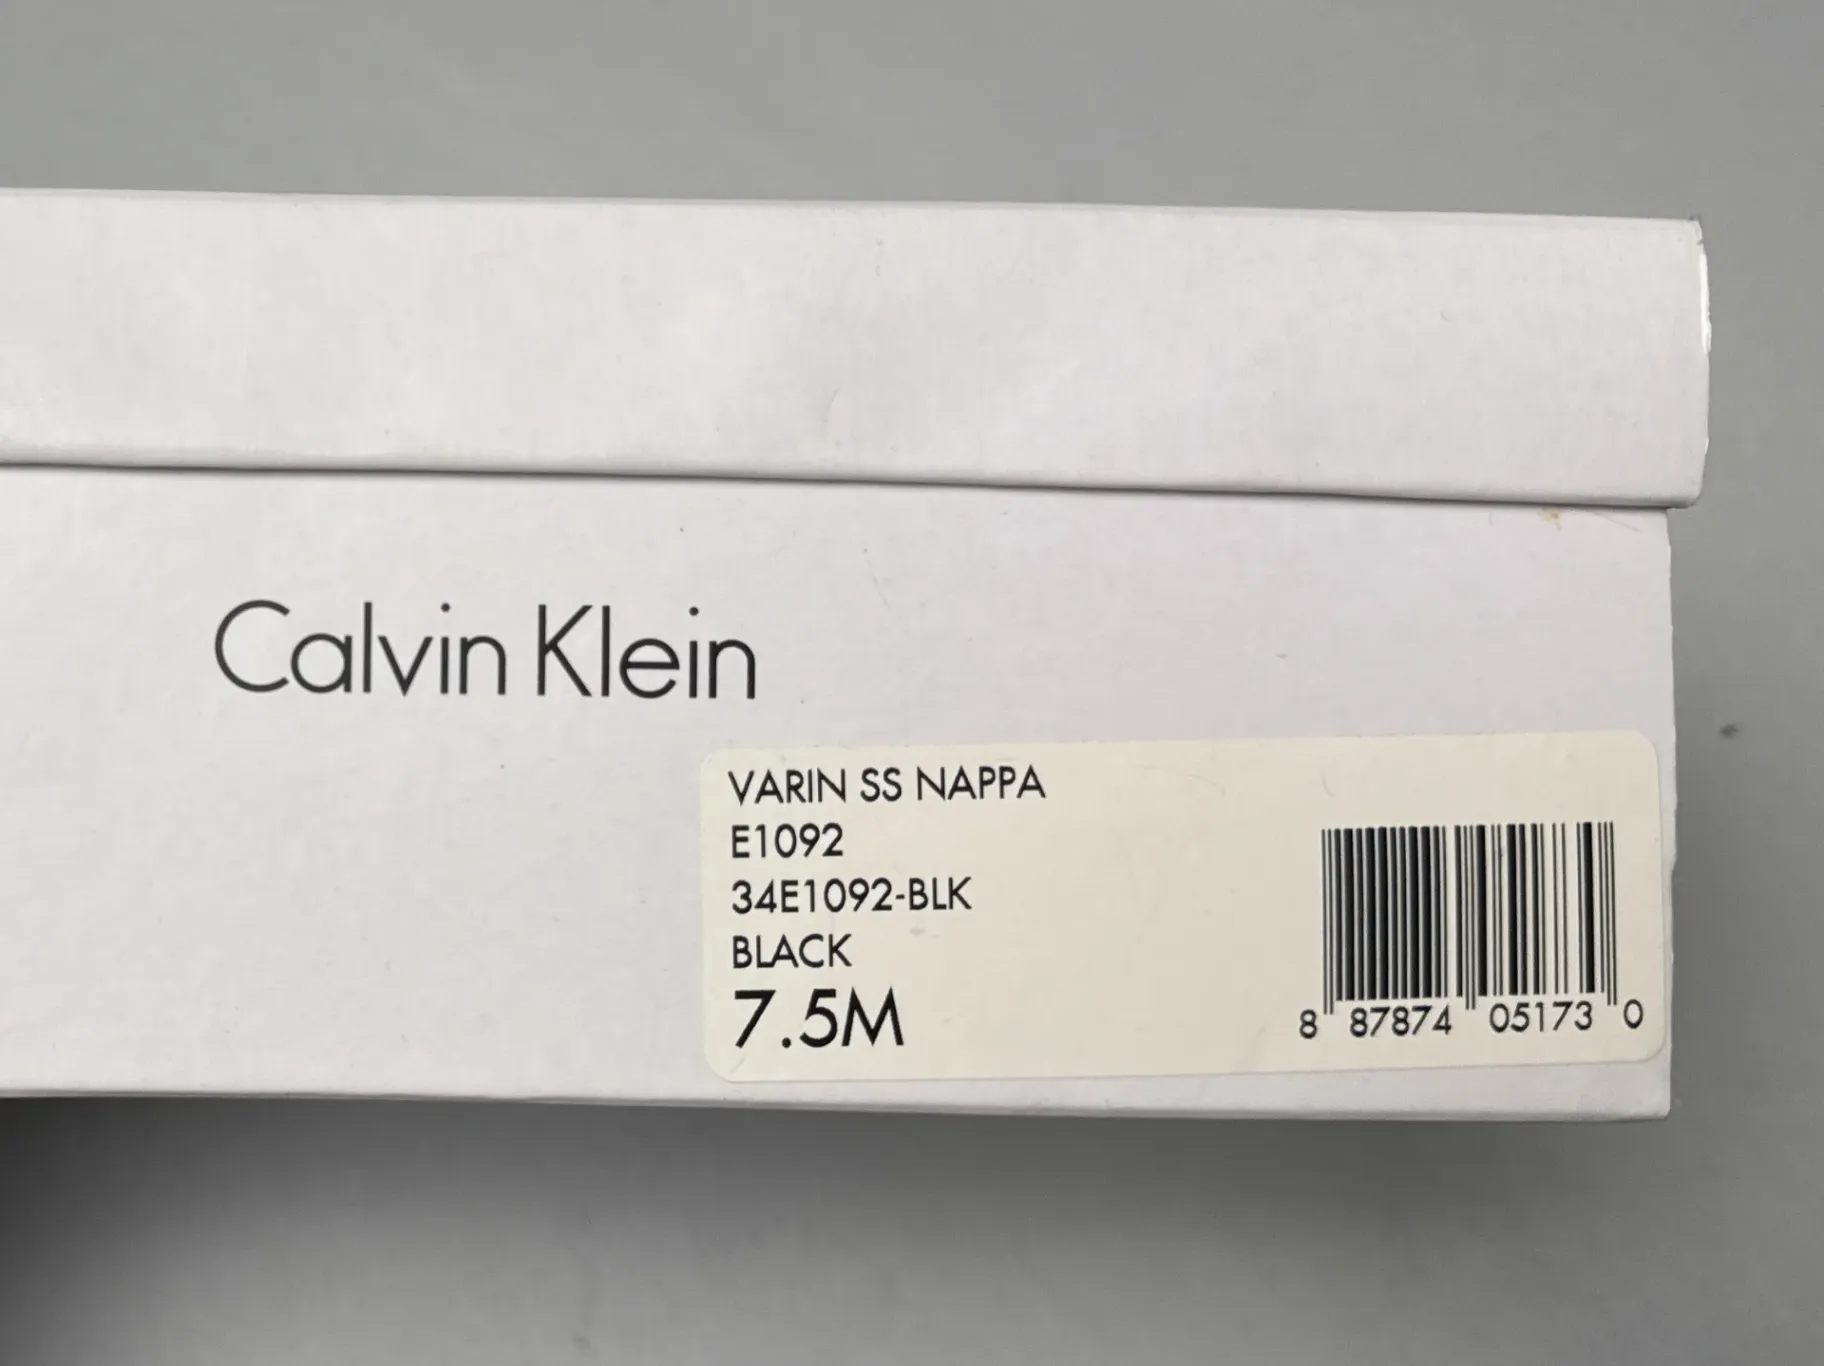 Calvin Klein
VARIN SS NAPPA
E1092
34E1092-BLK
BLACK
7.5M
8 87874 05173 0